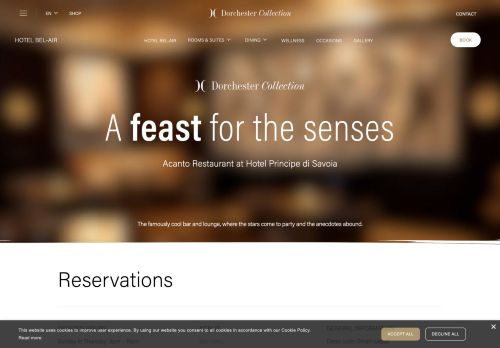 EN SHOP Dorchester Collection CONTACT
HOTEL BEL-AIR HOTEL BEL-AIR ROOMS & SUITES DINING WELLNESS OCCASIONS GALLERY BOOK
Dorchester Collection
A feast for the senses
Acanto Restaurant at Hotel Principe di Savoia
The famously cool bar and lounge, where the stars come to party and the anecdotes abound.
Reservations
This website uses to improve user experience. By using our website you consent to all cookies in accordance with our Cookie Policy.
Read more
ACCEPT ALL DECLINE ALL